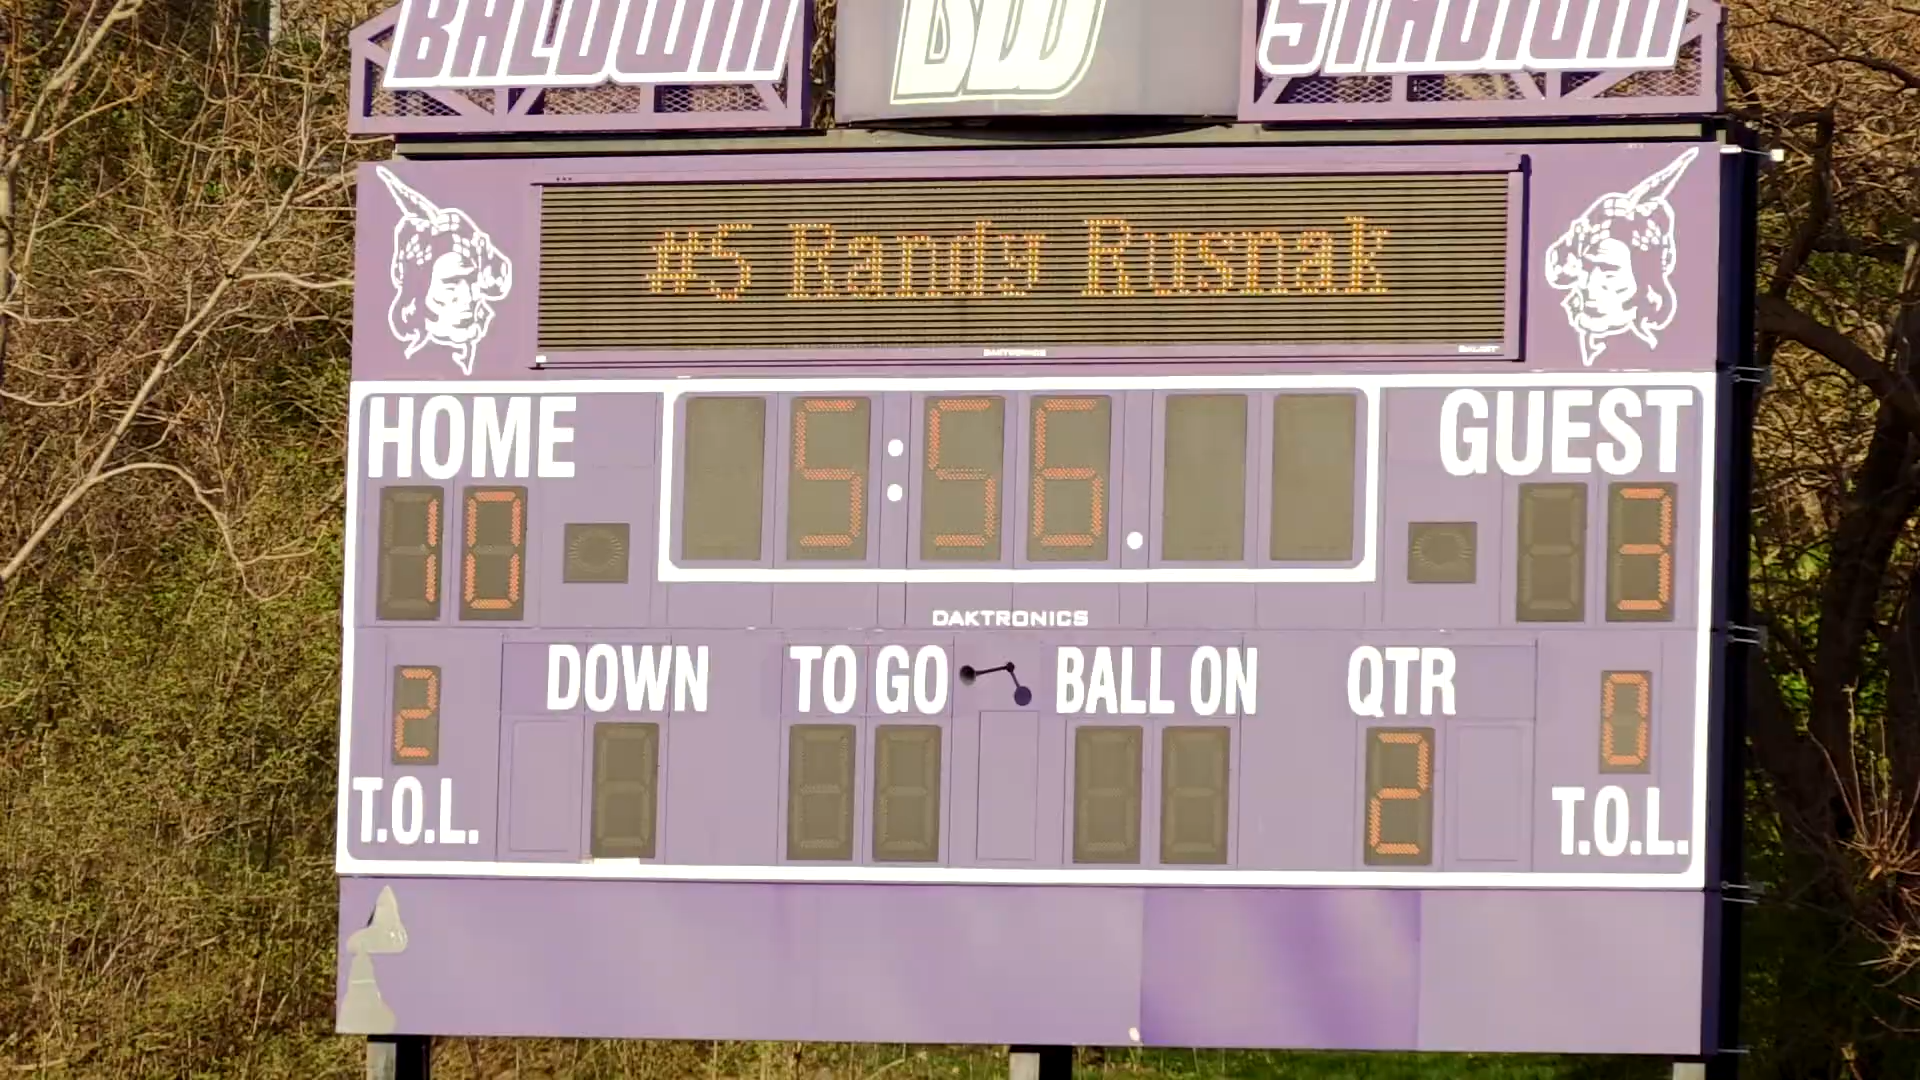 BALDWIN BW STADIUM
#5 Randy Rusnak
DAKTRONICS
HOME 5:56. GUEST
10 3
DAKTRONICS
DOWN TO GO BALL ON QTR
2 2 0
T.O.L. T.O.L.